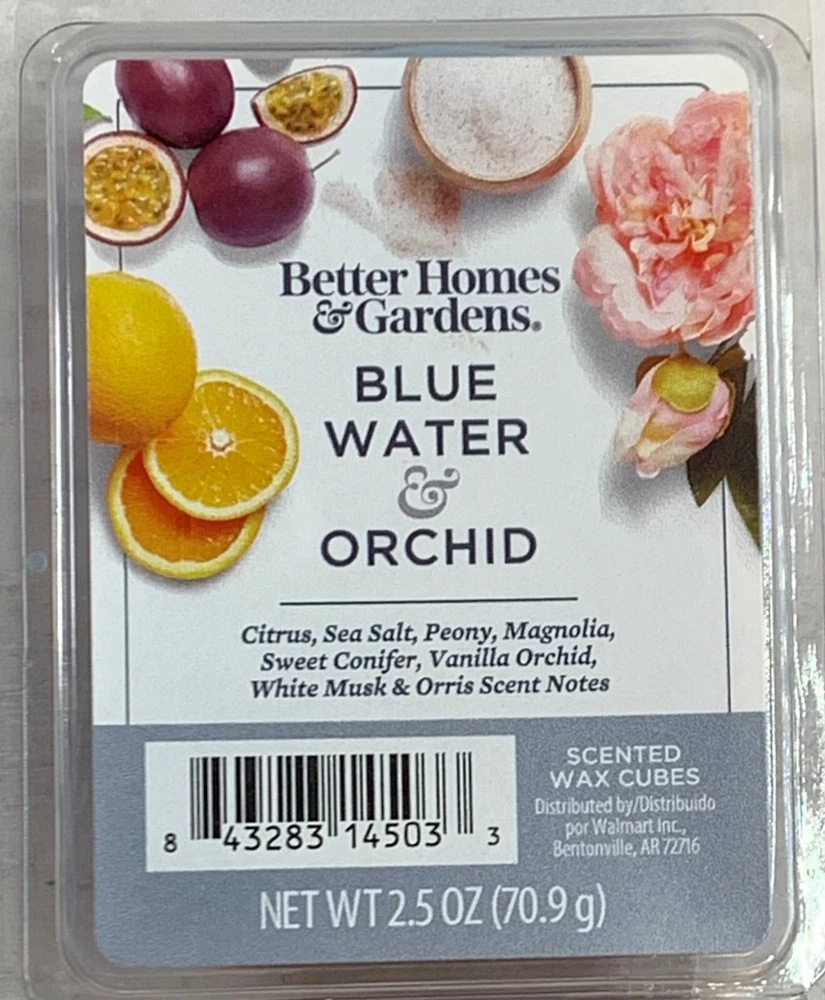 Better Homes
& Gardens.
BLUE
WATER
&
ORCHID
Citrus, Sea Salt, Peony, Magnolia,
Sweet Conifer, Vanilla Orchid,
White Musk & Orris Scent Notes
8 43283 14503 3
SCENTED
WAX CUBES
Distributed by/Distribuido
por Walmart Inc.,
Bentonville, AR 72716
NET WT 2.5 OZ (70.9 g)